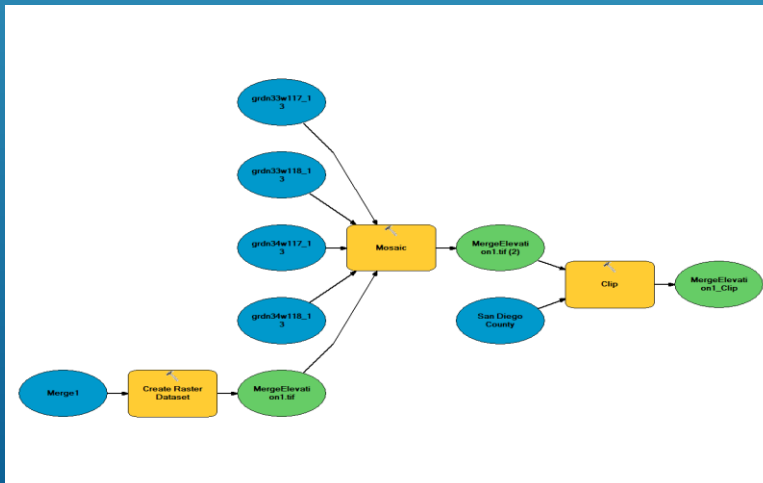 grdn33w117_1
3
grdn33w118_1
3
grdn34w117_1
3
Mosaic
MergeElevati
on1.tif (2)
Clip
MergeElevati
on1_Clip
grdn34w118_1
3
San Diego
County
Merge1
Create Raster
Dataset
MergeElevati
on1.tif